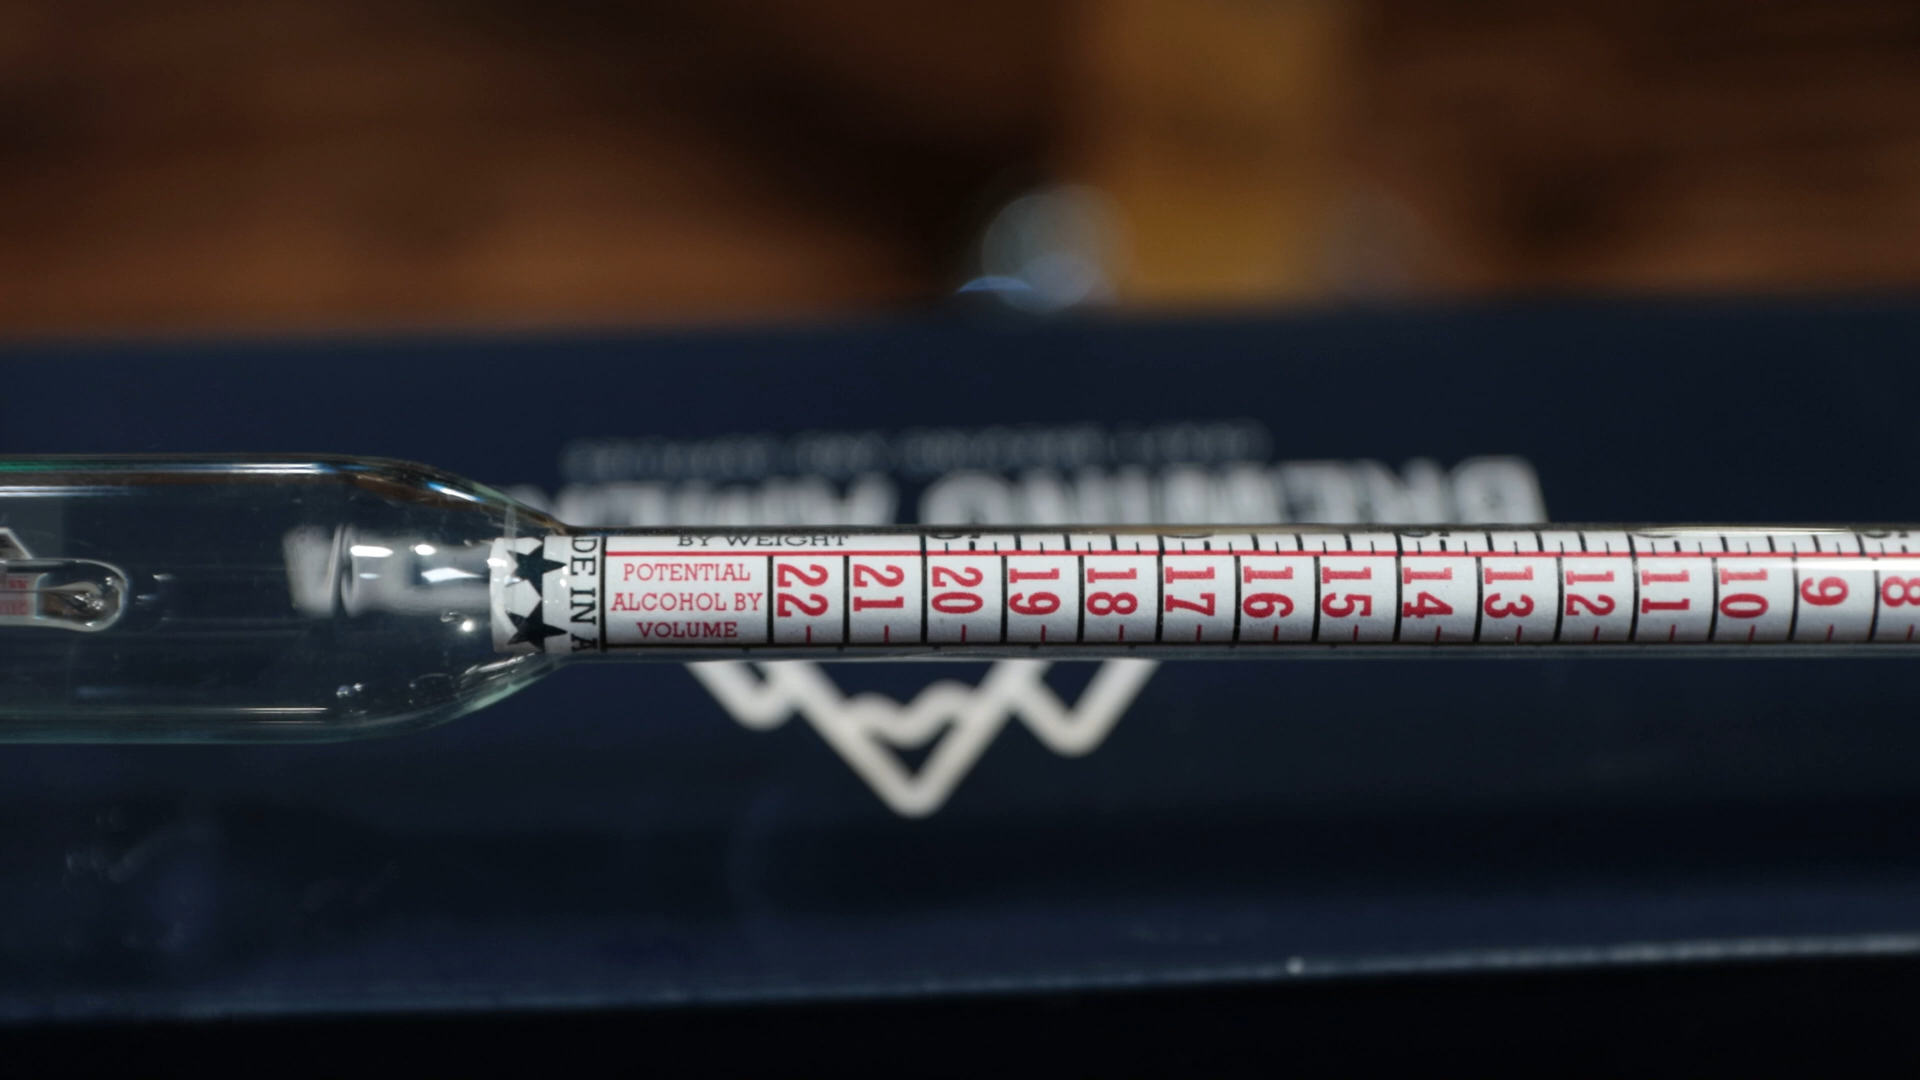 BREWING
DE IN A
BY WEIGHT
POTENTIAL
ALCOHOL BY
VOLUME
22 21 20 19 18 17 16 15 14 13 12 11 10 9 8